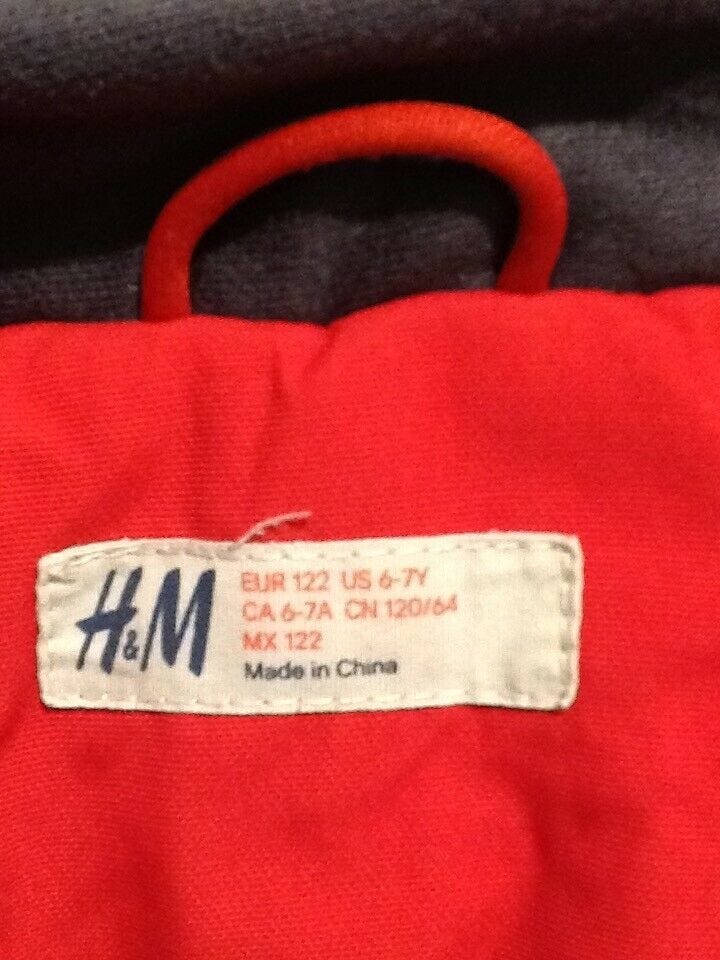 H&M
EUR 122 US 6-7Y
CA 6-7A CN 120/64
MX 122
Made in China